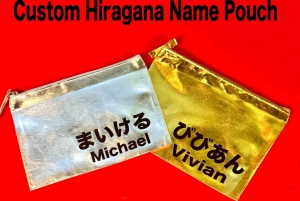 Custom Hiragana Name Pouch
まいける
Michael
びびあん
Vivian